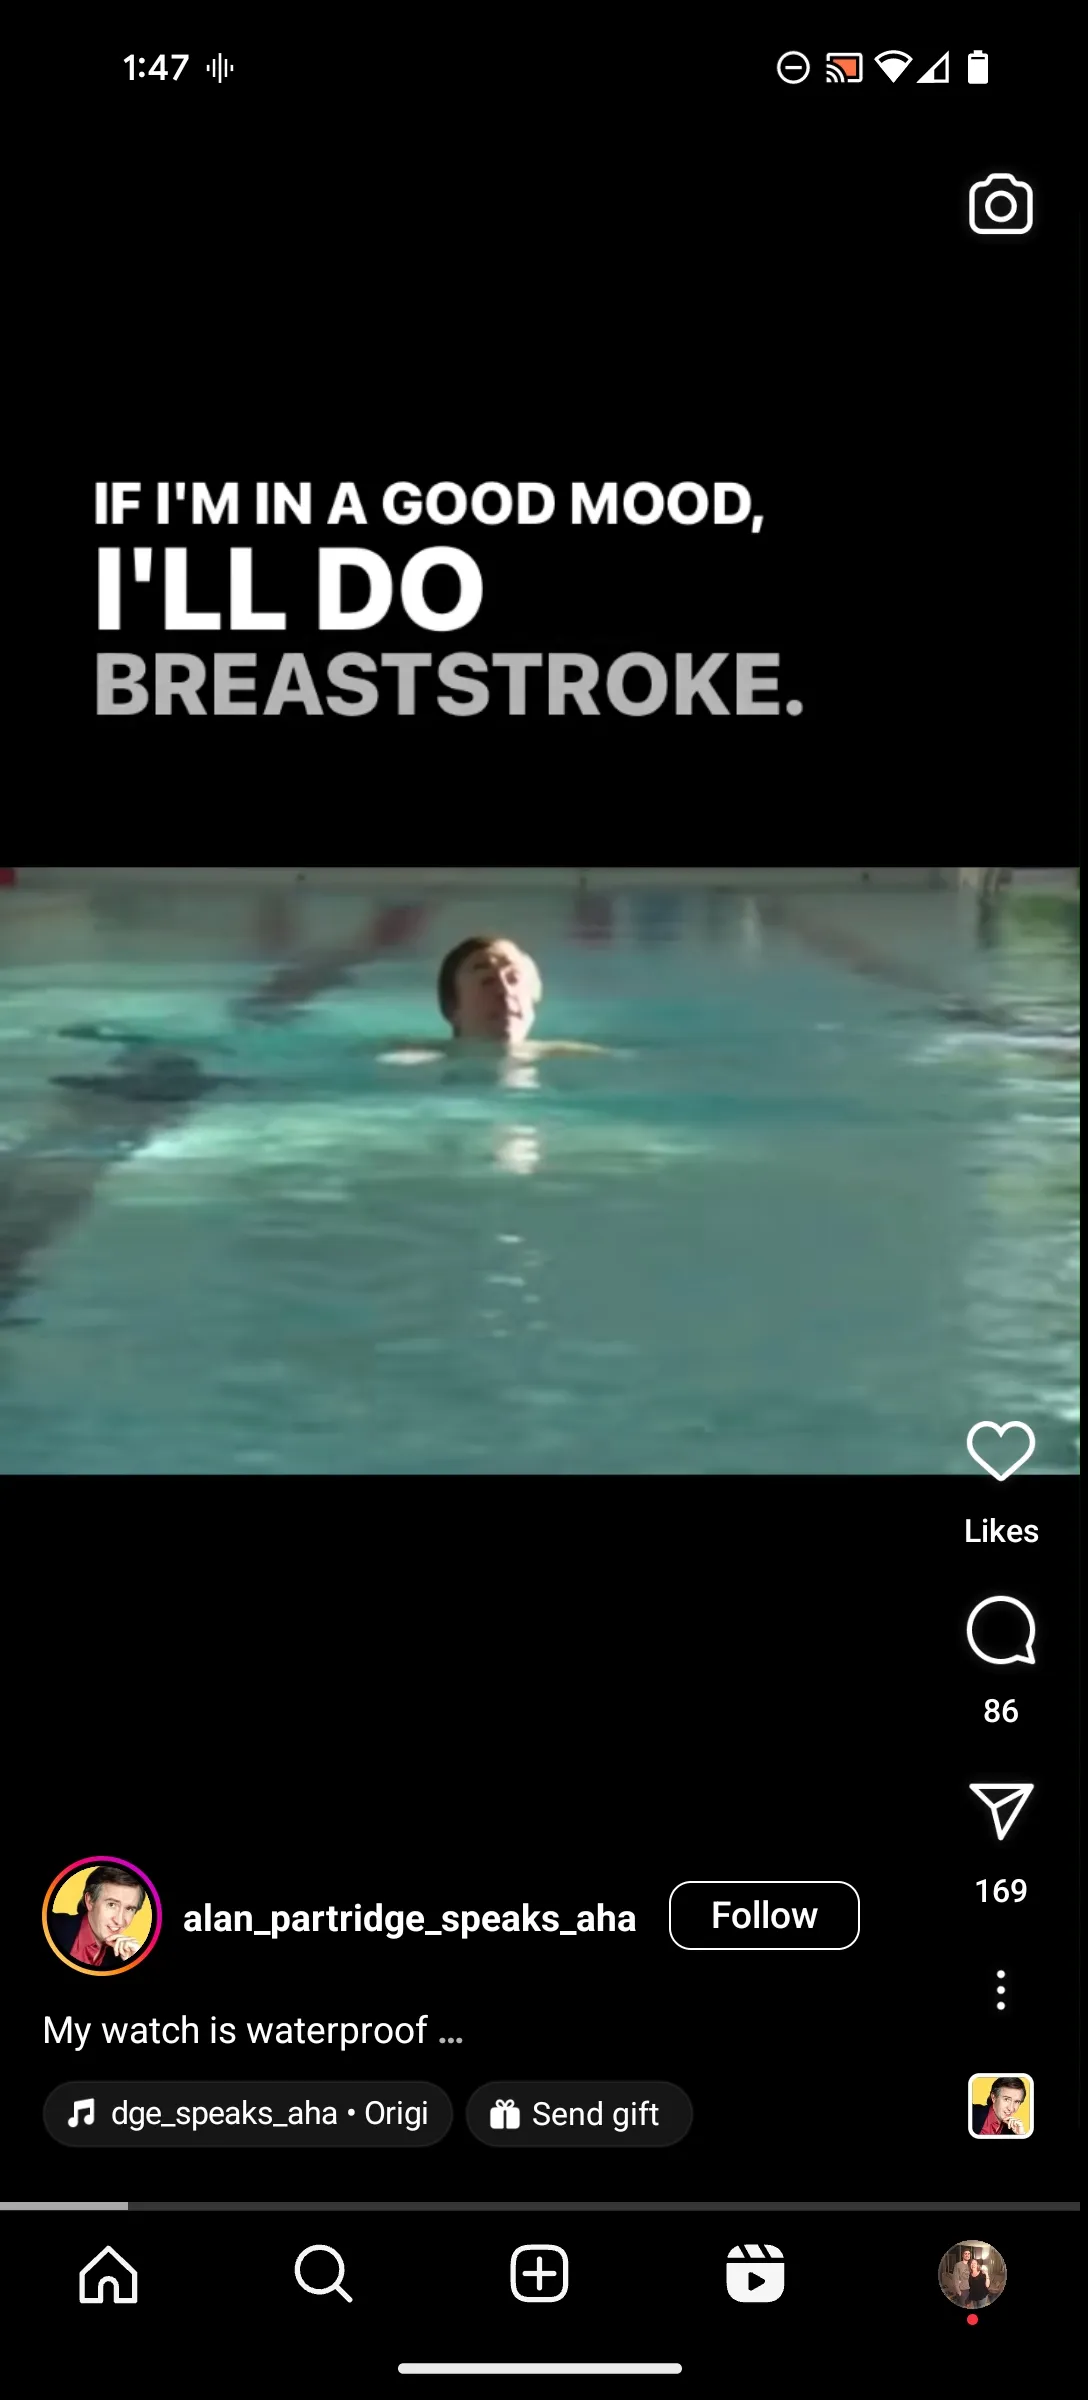 1:47
IF I'M IN A GOOD MOOD,
I'LL DO
BREASTSTROKE.
Likes
86
169
alan_partridge_speaks_aha
Follow
My watch is waterproof ...
dge_speaks_aha • Origi
Send gift